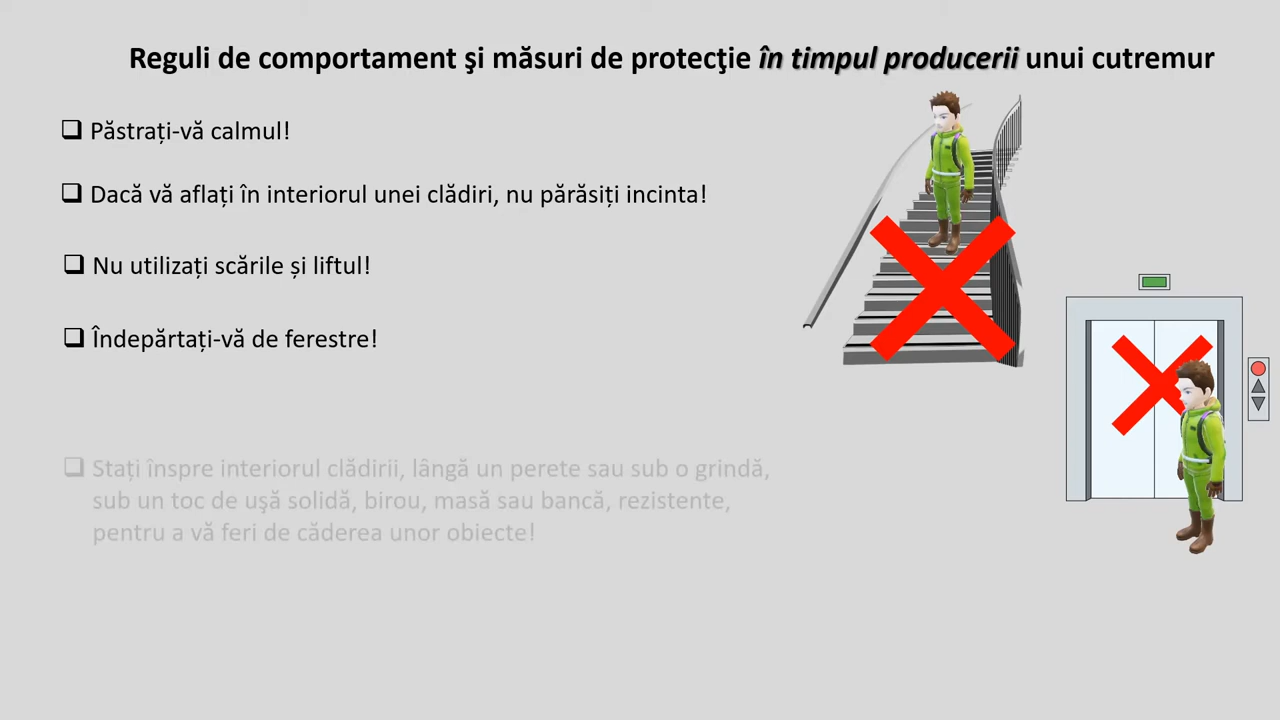 Reguli de comportament şi măsuri de protecţie în timpul producerii unui cutremur
Păstrați-vă calmul!
Dacă vă aflați în interiorul unei clădiri, nu părăsiți incinta!
Nu utilizați scările și liftul!
Îndepărtați-vă de ferestre!
Stați înspre interiorul clădirii, lângă un perete sau sub o grindă,
sub un toc de uşă solidă, birou, masă sau bancă, rezistente,
pentru a vă feri de căderea unor obiecte!